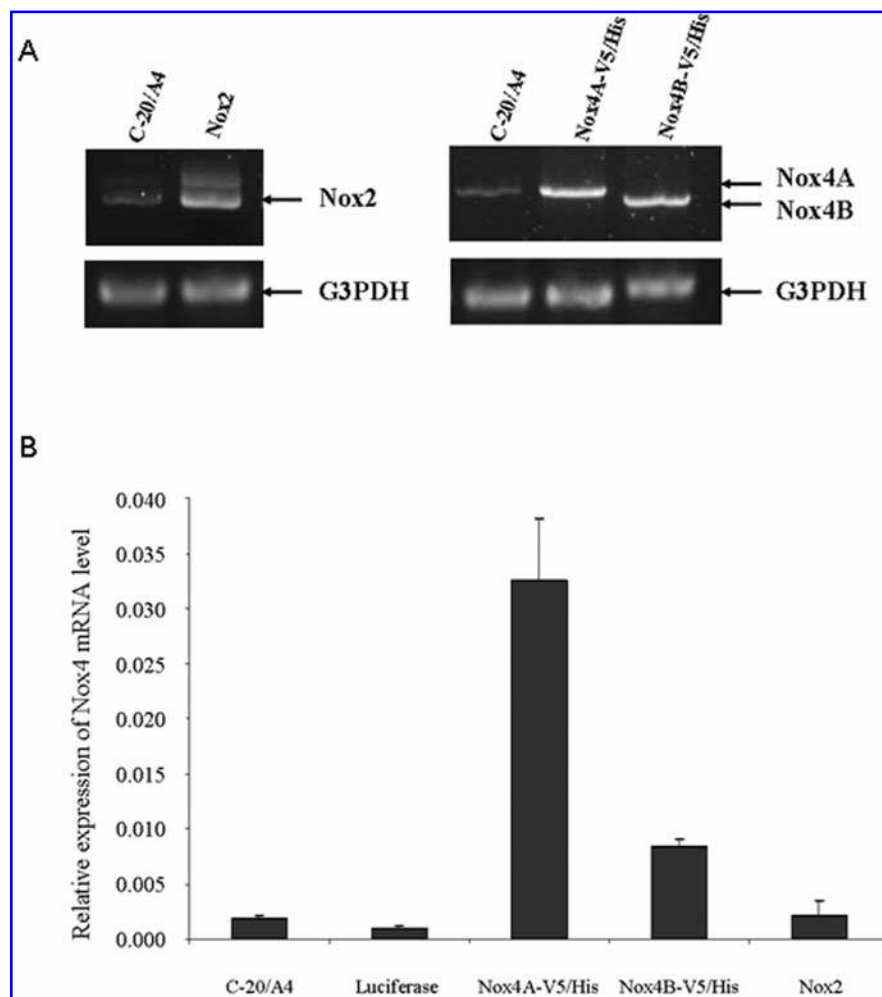 A
C-20/A4
Nox2
C-20/A4
Nox4A-V5/His
Nox4B-V5/His
Nox2
Nox4A
Nox4B
G3PDH
G3PDH
B
Relative expression of Nox4 mRNA level
0.040
0.035
0.030
0.025
0.020
0.015
0.010
0.005
0.000
C-20/A4
Luciferase
Nox4A-V5/His
Nox4B-V5/His
Nox2